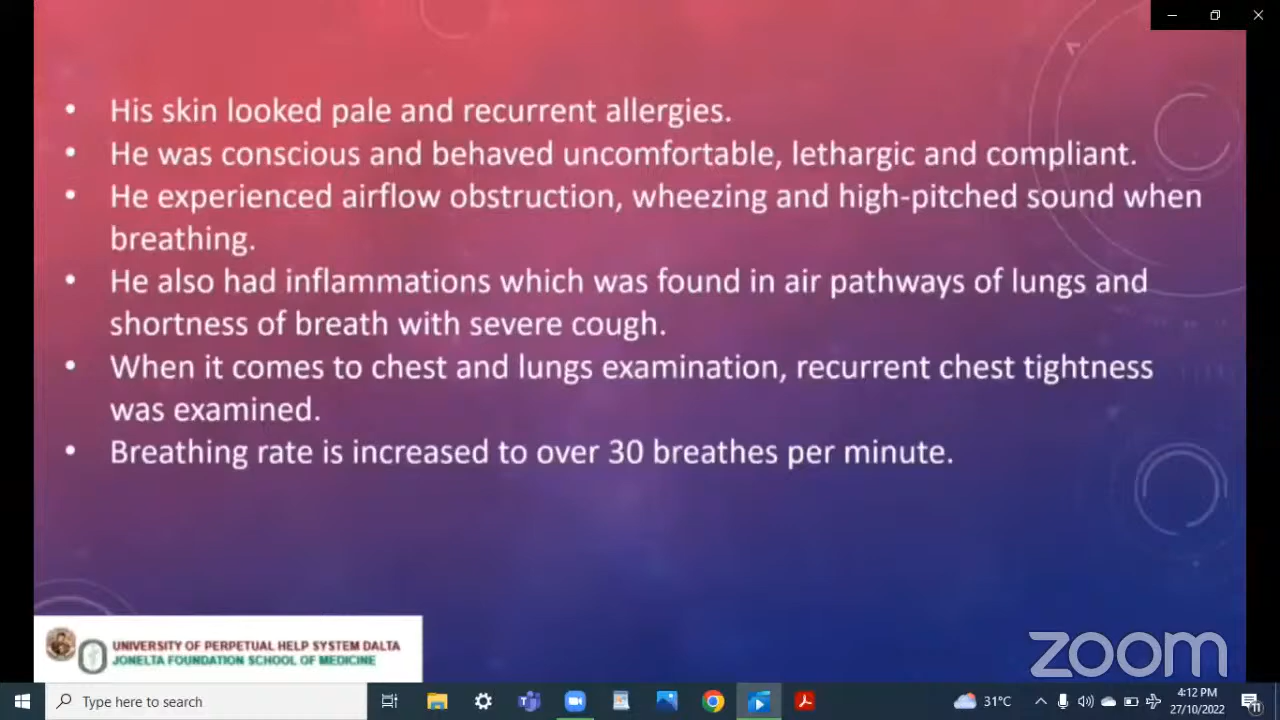 • His skin looked pale and recurrent allergies.
• He was conscious and behaved uncomfortable, lethargic and compliant.
• He experienced airflow obstruction, wheezing and high-pitched sound when
breathing.
• He also had inflammations which was found in air pathways of lungs and
shortness of breath with severe cough.
• When it comes to chest and lungs examination, recurrent chest tightness
was examined.
• Breathing rate is increased to over 30 breathes per minute.
UNIVERSITY OF PERPETUAL HELP SYSTEM DALTA
JONELTA FOUNDATION SCHOOL OF MEDICINE
zoom
Type here to search
31°C
4:12 PM
27/10/2022
11